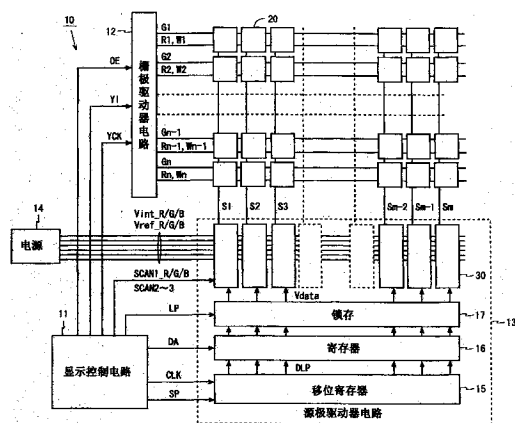 10
12
20
G1
R1,W1
OE
G2
R2,W2
栅极驱动器电路
YI
YCK
Gn-1
Rn-1,Wn-1
Gn
Rn,Wn
S1
S2
S3
Sm-2
Sm-1
Sm
14
Vint_R/G/B
Vref_R/G/B
电源
SCAN1_R/G/B
SCAN2～3
30
Vdata
11
LP
锁存
17
13
显示控制电路
DA
寄存器
16
DLP
CLK
移位寄存器
15
SP
源极驱动器电路